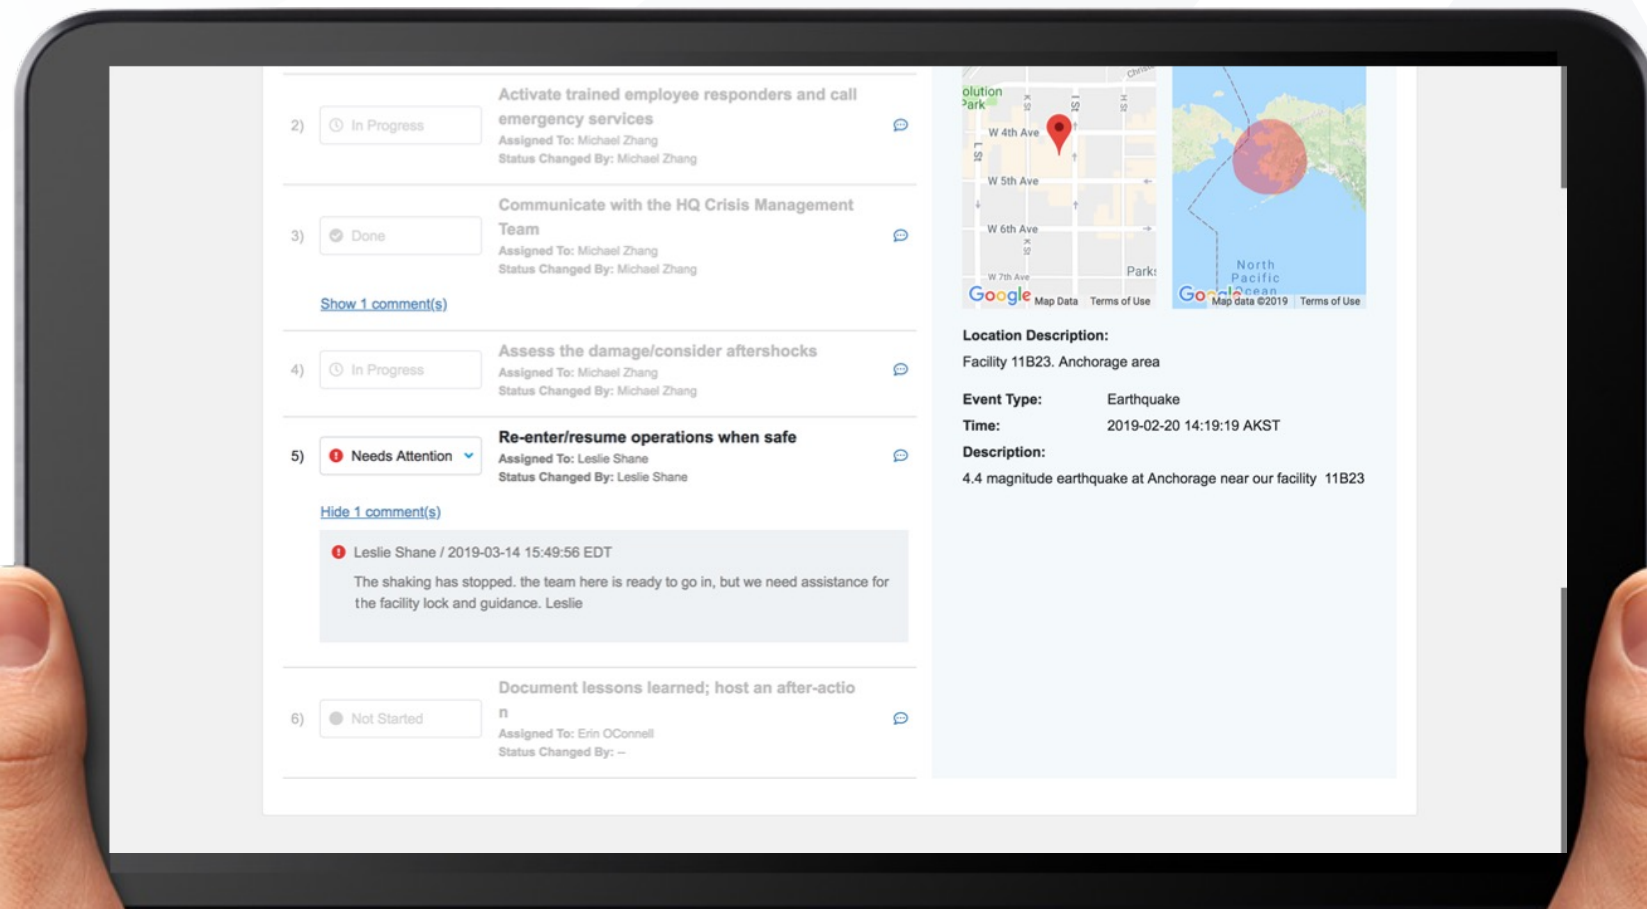 2)
In Progress
Activate trained employee responders and call
emergency services
Assigned To: Michael Zhang
Status Changed By: Michael Zhang
3)
Done
Communicate with the HQ Crisis Management
Team
Assigned To: Michael Zhang
Status Changed By: Michael Zhang
Show 1 comment(s)
4)
In Progress
Assess the damage/consider aftershocks
Assigned To: Michael Zhang
Status Changed By: Michael Zhang
5)
Needs Attention
Re-enter/resume operations when safe
Assigned To: Leslie Shane
Status Changed By: Leslie Shane
Hide 1 comment(s)
Leslie Shane / 2019-03-14 15:49:56 EDT
The shaking has stopped. the team here is ready to go in, but we need assistance for
the facility lock and guidance. Leslie
6)
Not Started
Document lessons learned; host an after-actio
n
Assigned To: Erin OConnell
Status Changed By: --
olution
Park
K St
I St
H St
W 4th Ave
L St
W 5th Ave
W 6th Ave
K St
W 7th Ave
Google
Map Data
Terms of Use
North
Pacific
Ocean
Google
Map data ©2019
Terms of Use
Location Description:
Facility 11B23. Anchorage area
Event Type: Earthquake
Time: 2019-02-20 14:19:19 AKST
Description:
4.4 magnitude earthquake at Anchorage near our facility 11B23